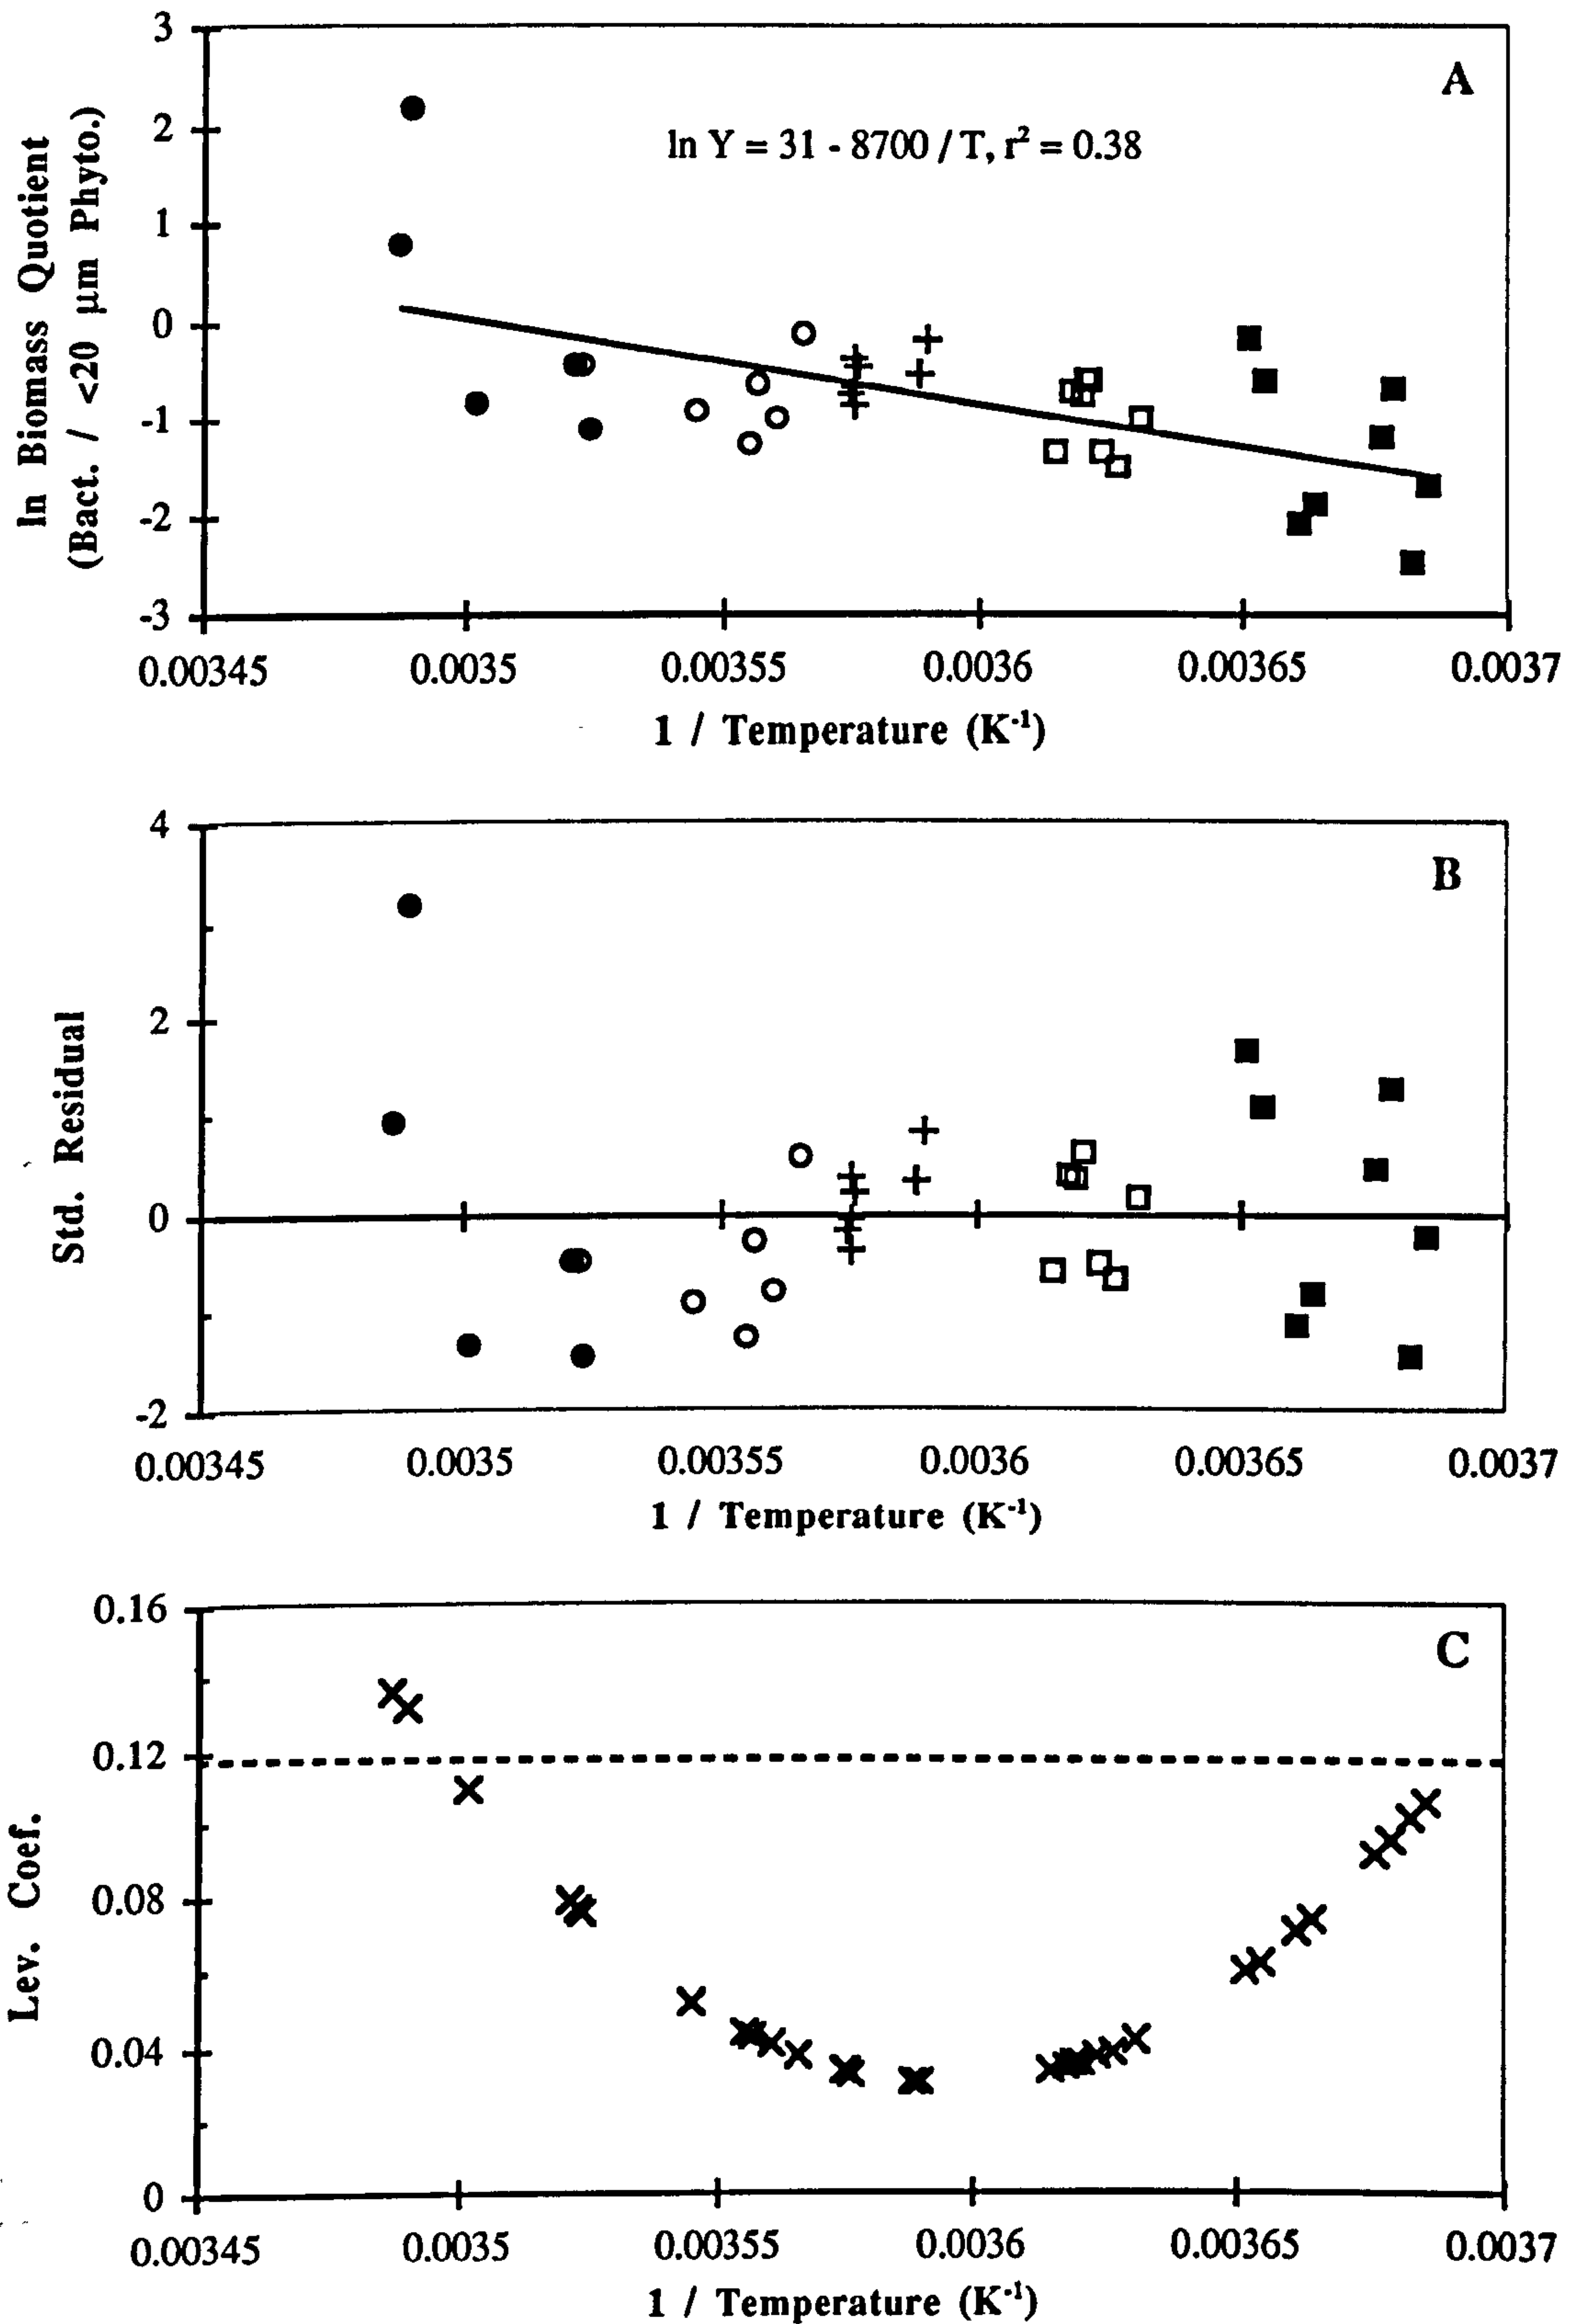 3
2
1
0
-1
-2
-3
ln Biomass Quotient
(Bact. / <20 μm Phyto.)
A
ln Y = 31 - 8700 / T, r² = 0.38
0.00345 0.0035 0.00355 0.0036 0.00365 0.0037
1 / Temperature (K⁻¹)
4
2
0
-2
Std. Residual
B
0.00345 0.0035 0.00355 0.0036 0.00365 0.0037
1 / Temperature (K⁻¹)
0.16
0.12
0.08
0.04
0
Lev. Coef.
C
0.00345 0.0035 0.00355 0.0036 0.00365 0.0037
1 / Temperature (K⁻¹)